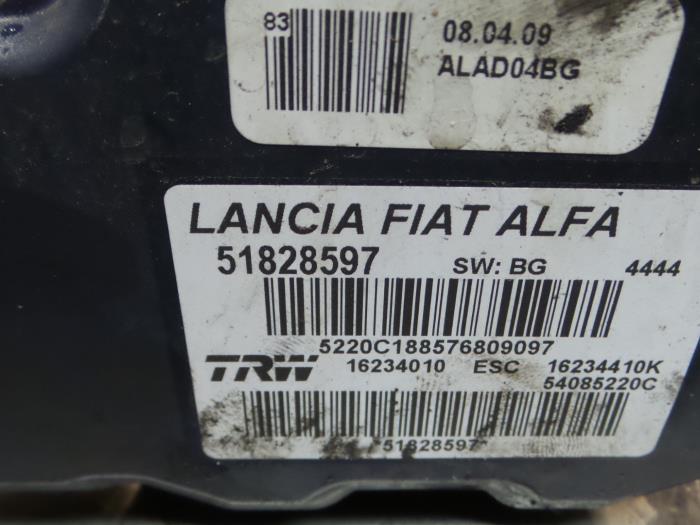 83
08.04.09
ALAD04BG
LANCIA FIAT ALFA
51828597 SW: BG 4444
5220C188576809097
TRW 16234010 ESC 16234410K
54085220C
*51828597*